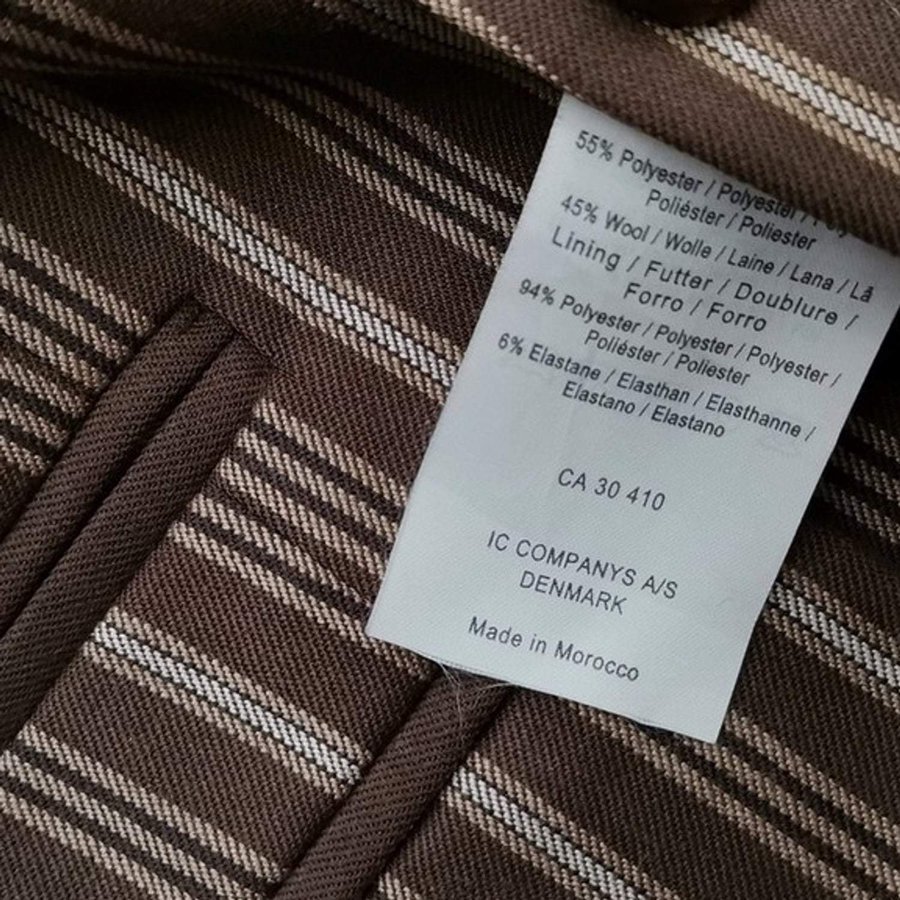 55% Polyester / Polyester /
Poliéster / Poliester
45% Wool / Wolle / Laine / Lana / Lã
Lining / Futter / Doublure /
Forro / Forro
94% Polyester / Polyester / Polyester /
Poliéster / Poliester
6% Elastane / Elasthan / Elasthanne /
Elastano / Elastano
CA 30 410
IC COMPANYS A/S
DENMARK
Made in Morocco